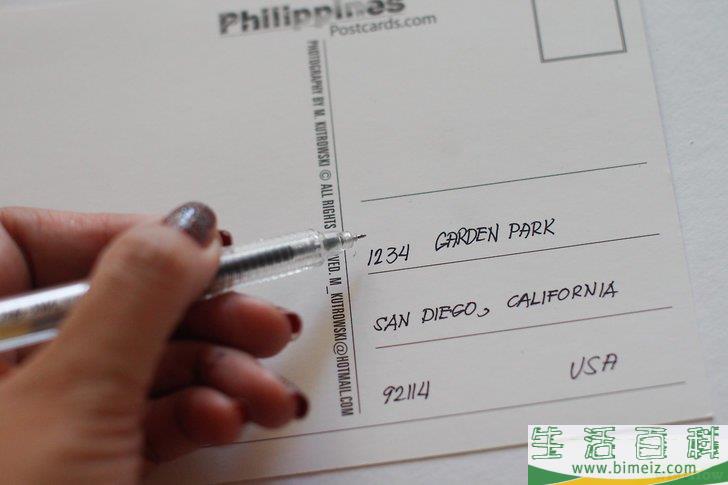 Philippines
Postcards.com
PHOTOGRAPHY BY M. KUTROWSKI © ALL RIGHTS VED. M_KUTROWSKI@HOTMAIL.COM
1234 GARDEN PARK
SAN DIEGO, CALIFORNIA
92114 USA
生活百科
www.bimeiz.com